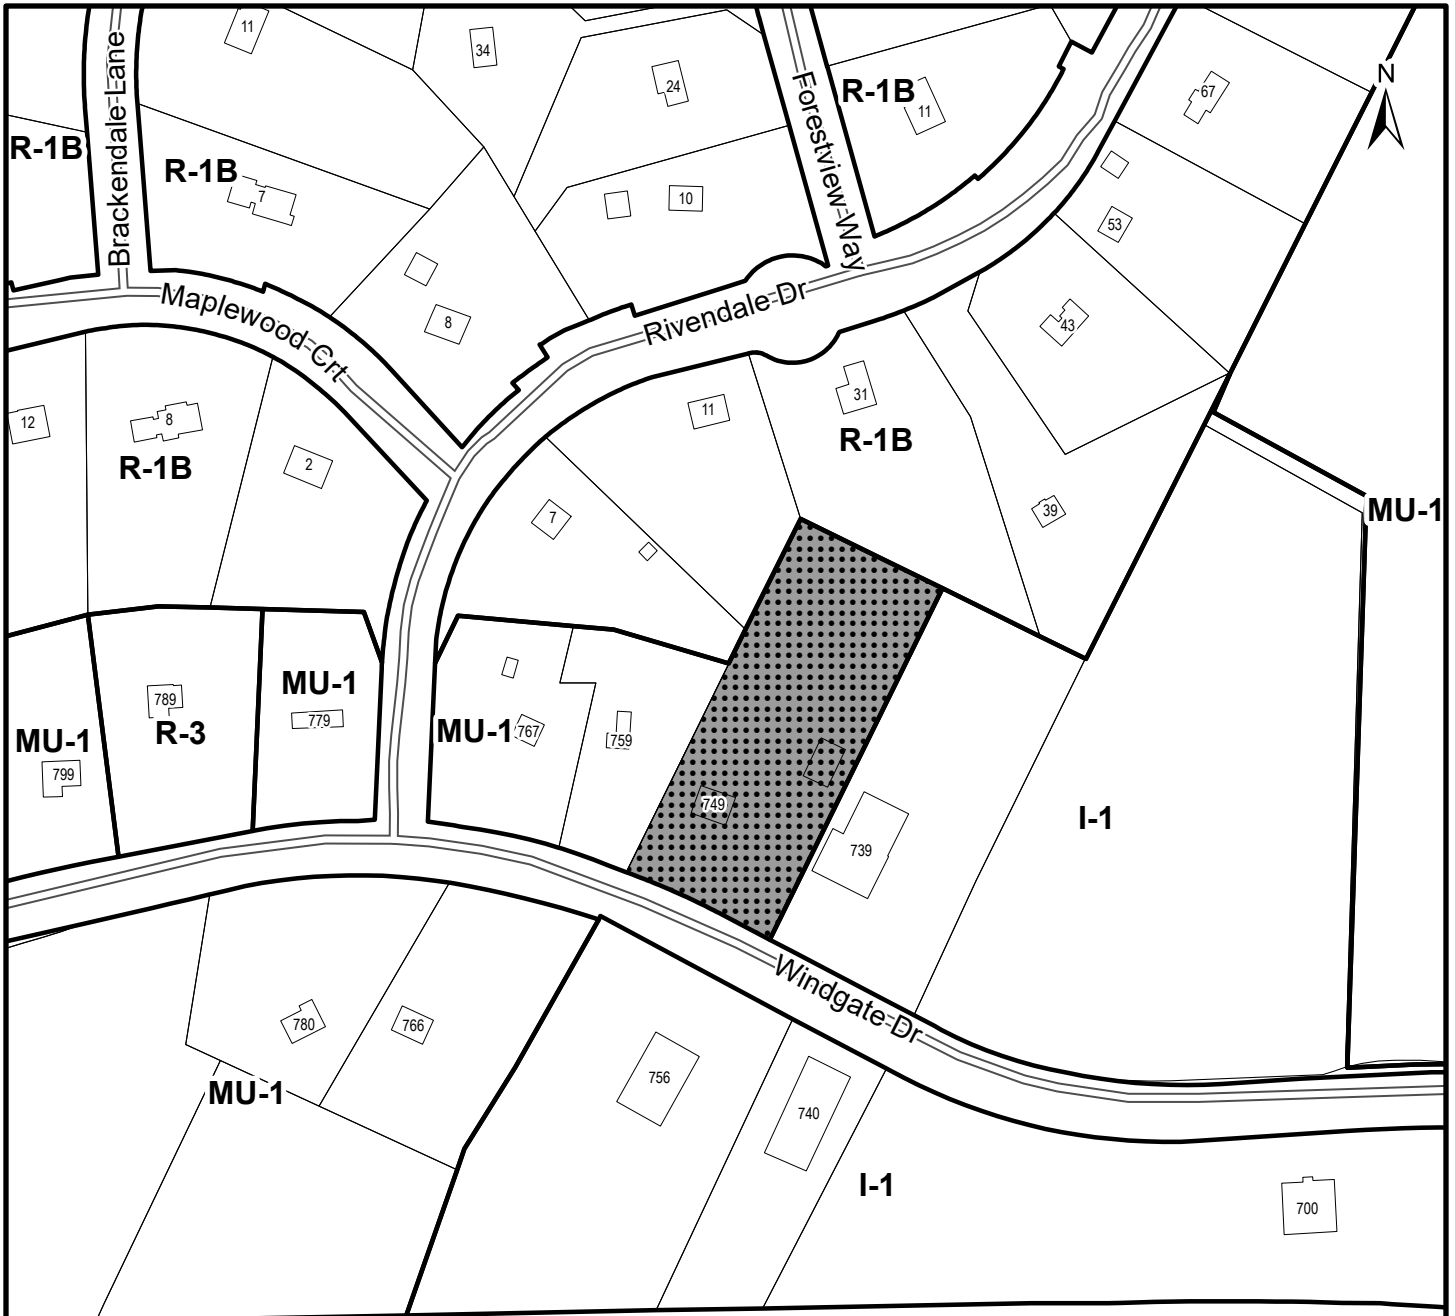 11
34
24
R-1B
11
67
N
R-1B
R-1B
7
Brackendale Lane
Forestview Way
10
53
8
Maplewood Crt
Rivendale Dr
43
12
8
R-1B
2
11
31
R-1B
7
39
MU-1
789
R-3
MU-1
779
MU-1
799
MU-1
767
759
749
739
I-1
Windgate Dr
780
766
MU-1
756
740
I-1
700